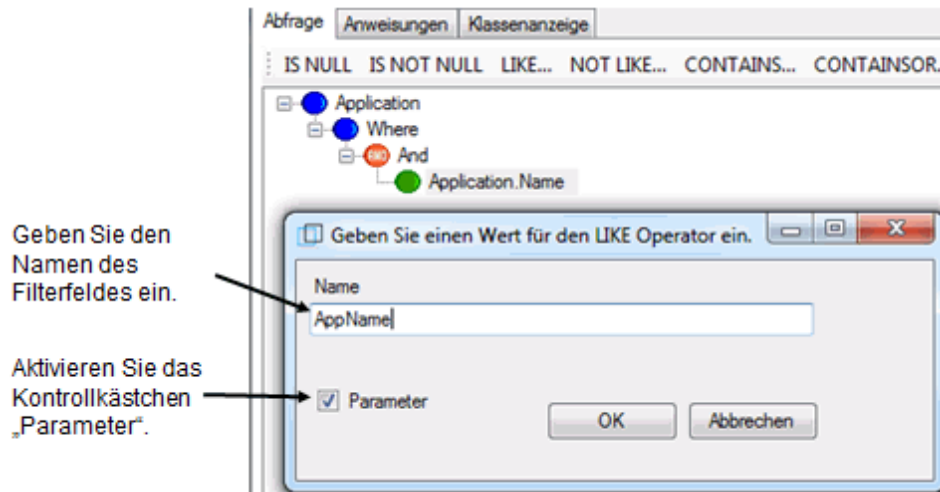 Abfrage Anweisungen Klassenanzeige
IS NULL IS NOT NULL LIKE... NOT LIKE... CONTAINS... CONTAINSOR.
Application
Where
AND And
Application.Name
Geben Sie einen Wert für den LIKE Operator ein.
Geben Sie den
Namen des
Filterfeldes ein.
Name
AppName
Aktivieren Sie das
Kontrollkästchen
„Parameter“.
Parameter
OK Abbrechen